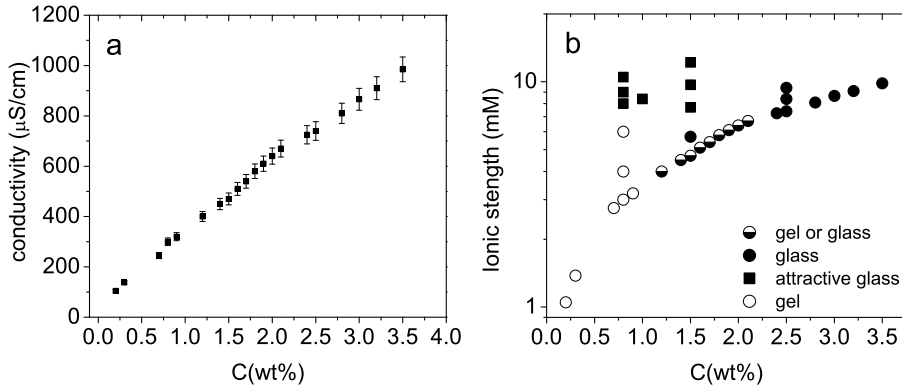 a
1200
1000
800
600
400
200
0
conductivity (μS/cm)
0.0 0.5 1.0 1.5 2.0 2.5 3.0 3.5 4.0
C(wt%)
b
10
1
Ionic stength (mM)
gel or glass
glass
attractive glass
gel
0.0 0.5 1.0 1.5 2.0 2.5 3.0 3.5
C(wt%)